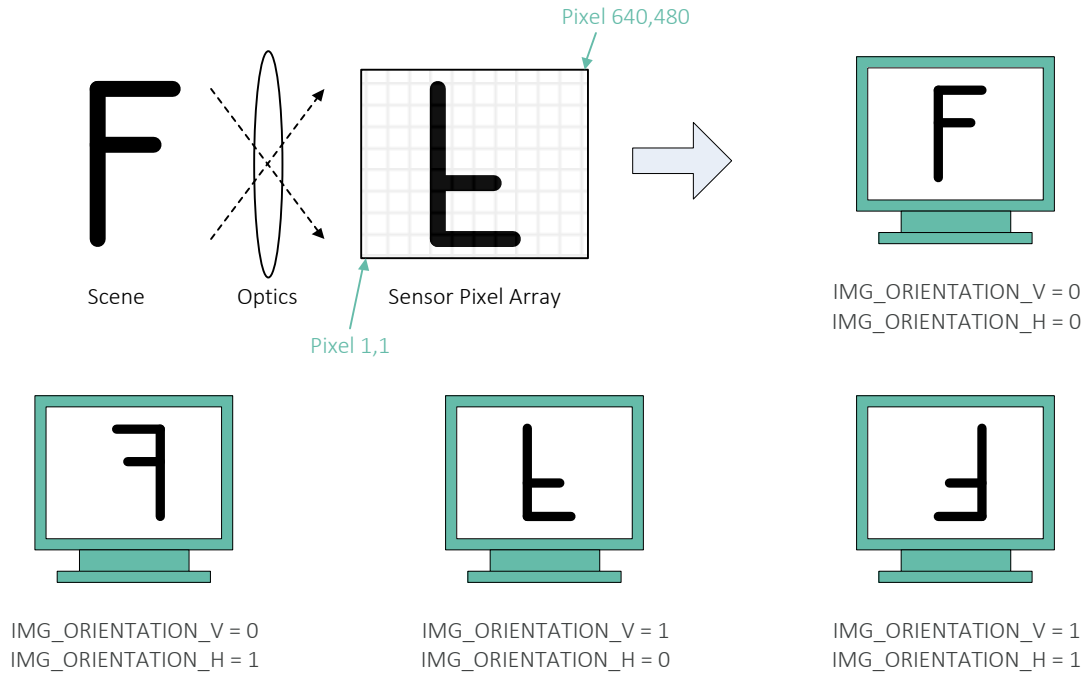 Pixel 640,480
F
F
Scene
Optics
Sensor Pixel Array
IMG_ORIENTATION_V = 0
IMG_ORIENTATION_H = 0
Pixel 1,1
IMG_ORIENTATION_V = 0
IMG_ORIENTATION_H = 1
IMG_ORIENTATION_V = 1
IMG_ORIENTATION_H = 0
IMG_ORIENTATION_V = 1
IMG_ORIENTATION_H = 1